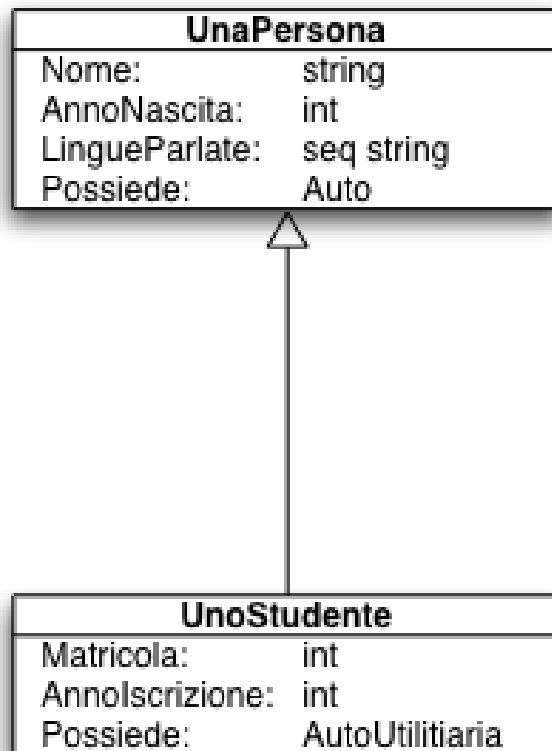 UnaPersona
Nome: string
AnnoNascita: int
LingueParlate: seq string
Possiede: Auto
UnoStudente
Matricola: int
AnnoIscrizione: int
Possiede: AutoUtilitiaria